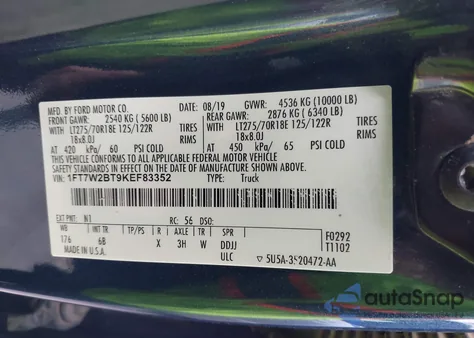 MFD. BY FORD MOTOR CO.
DATE: 08/19 GVWR: 4536 KG (10000 LB)
FRONT GAWR: 2540 KG (5600 LB) REAR GAWR: 2876 KG (6340 LB)
WITH LT275/70R18E 125/122R TIRES WITH LT275/70R18E 125/122R TIRES
18x8.0J RIMS 18x8.0J RIMS
AT 420 kPa/ 60 PSI COLD AT 450 kPa/ 65 PSI COLD
THIS VEHICLE CONFORMS TO ALL APPLICABLE FEDERAL MOTOR VEHICLE
SAFETY STANDARDS IN EFFECT ON THE DATE OF MANUFACTURE SHOWN ABOVE.
VIN: 1FT7W2BT9KEF83352 TYPE: Truck
EXT PNT: N1 RC: 56 DSO:
WB INT TR TP/PS R AXLE TR SPR F0292
176 6B X 3H W DDJJ T1102
MADE IN U.S.A. ULC 5U5A-3520472-AA
autoSnap